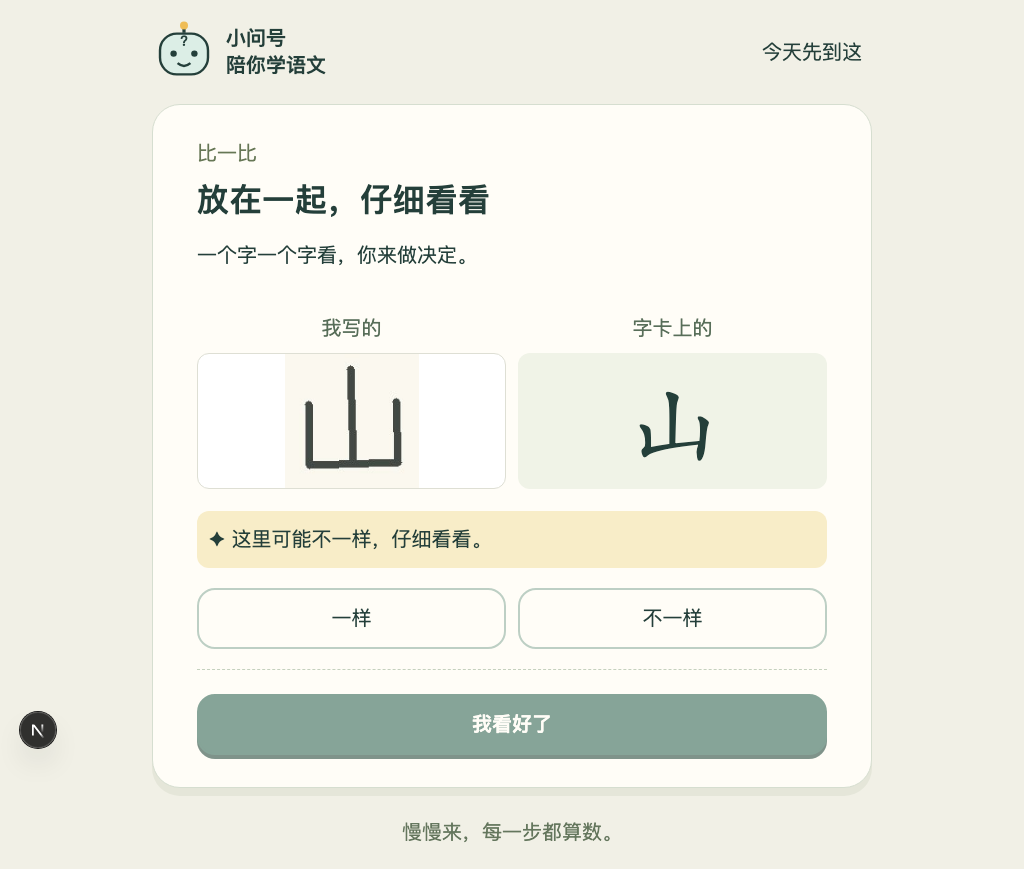 ?
小问号
陪你学语文
今天先到这
比一比
放在一起，仔细看看
一个字一个字看，你来做决定。
我写的
字卡上的
山
山
✦ 这里可能不一样，仔细看看。
一样
不一样
我看好了
N
慢慢来，每一步都算数。